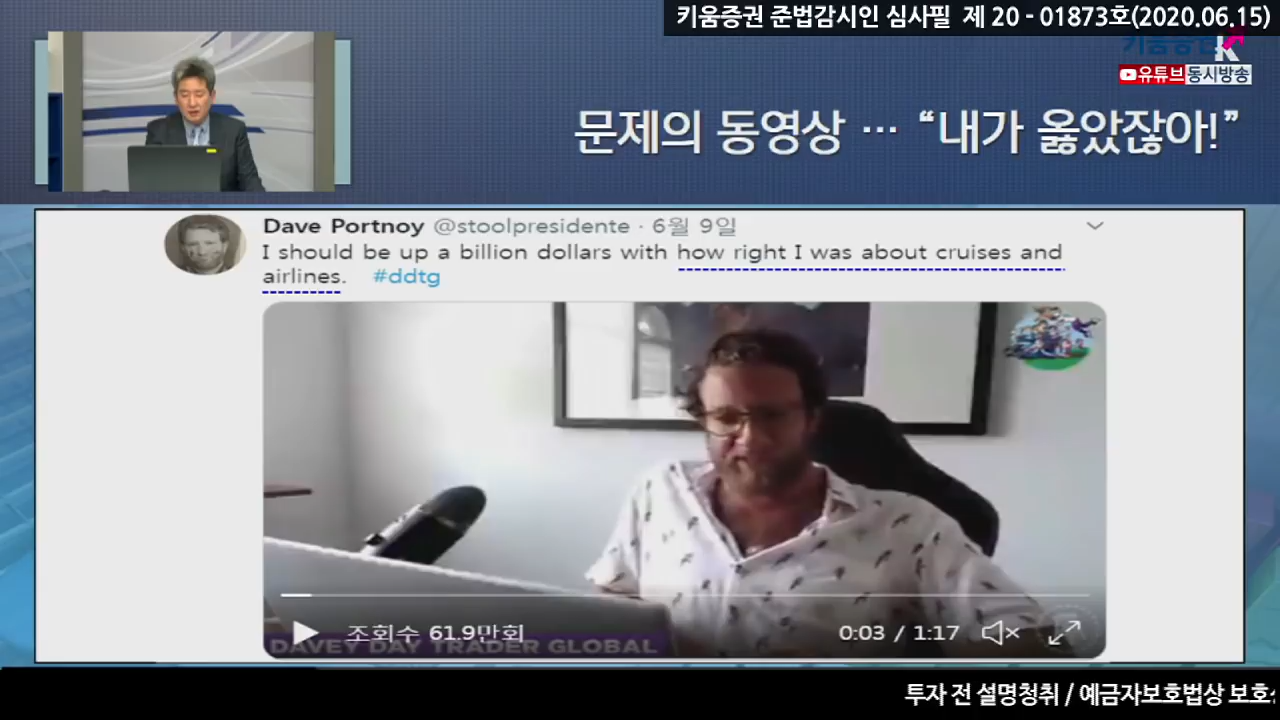 키움증권 준법감시인 심사필 제 20 - 01873호(2020.06.15)
키움증권
유튜브동시방송
문제의 동영상 … “내가 옳았잖아!”
Dave Portnoy @stoolpresidente · 6월 9일
I should be up a billion dollars with how right I was about cruises and
airlines. #ddtg
조회수 61.9만회
0:03 / 1:17
DAVEY DAY TRADER GLOBAL
투자 전 설명청취 / 예금자보호법상 보호